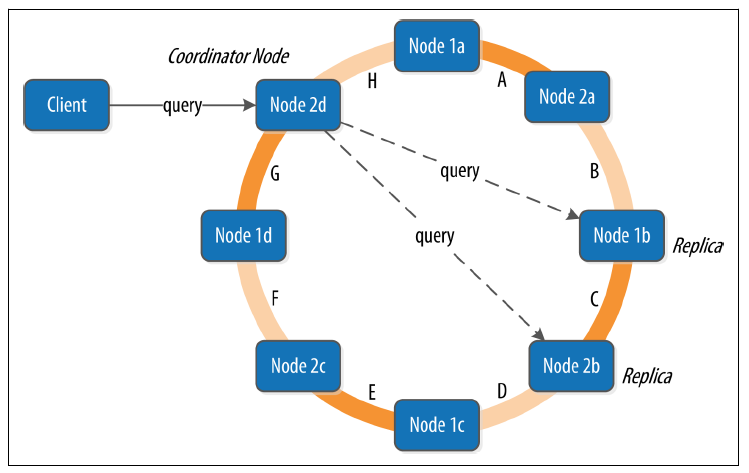 Coordinator Node
Node 1a
H
A
Client
query
Node 2d
Node 2a
query
B
G
Node 1d
query
Node 1b
Replica
F
C
Node 2c
Node 2b
Replica
E
D
Node 1c